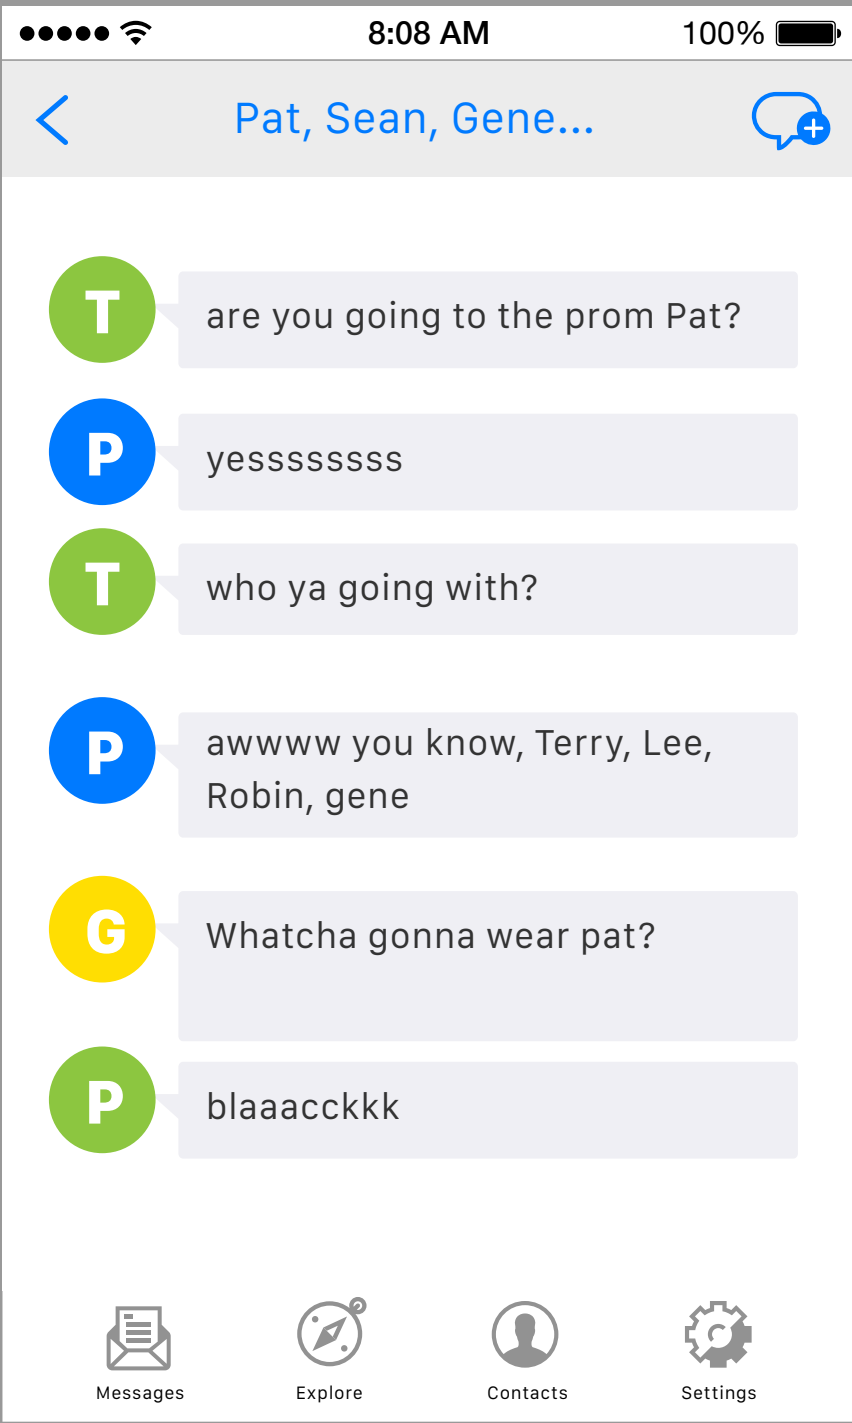 8:08 AM 100%
Pat, Sean, Gene...
T
are you going to the prom Pat?
P
yesssssssss
T
who ya going with?
P
awwww you know, Terry, Lee,
Robin, gene
G
Whatcha gonna wear pat?
P
blaaacckkk
Messages Explore Contacts Settings